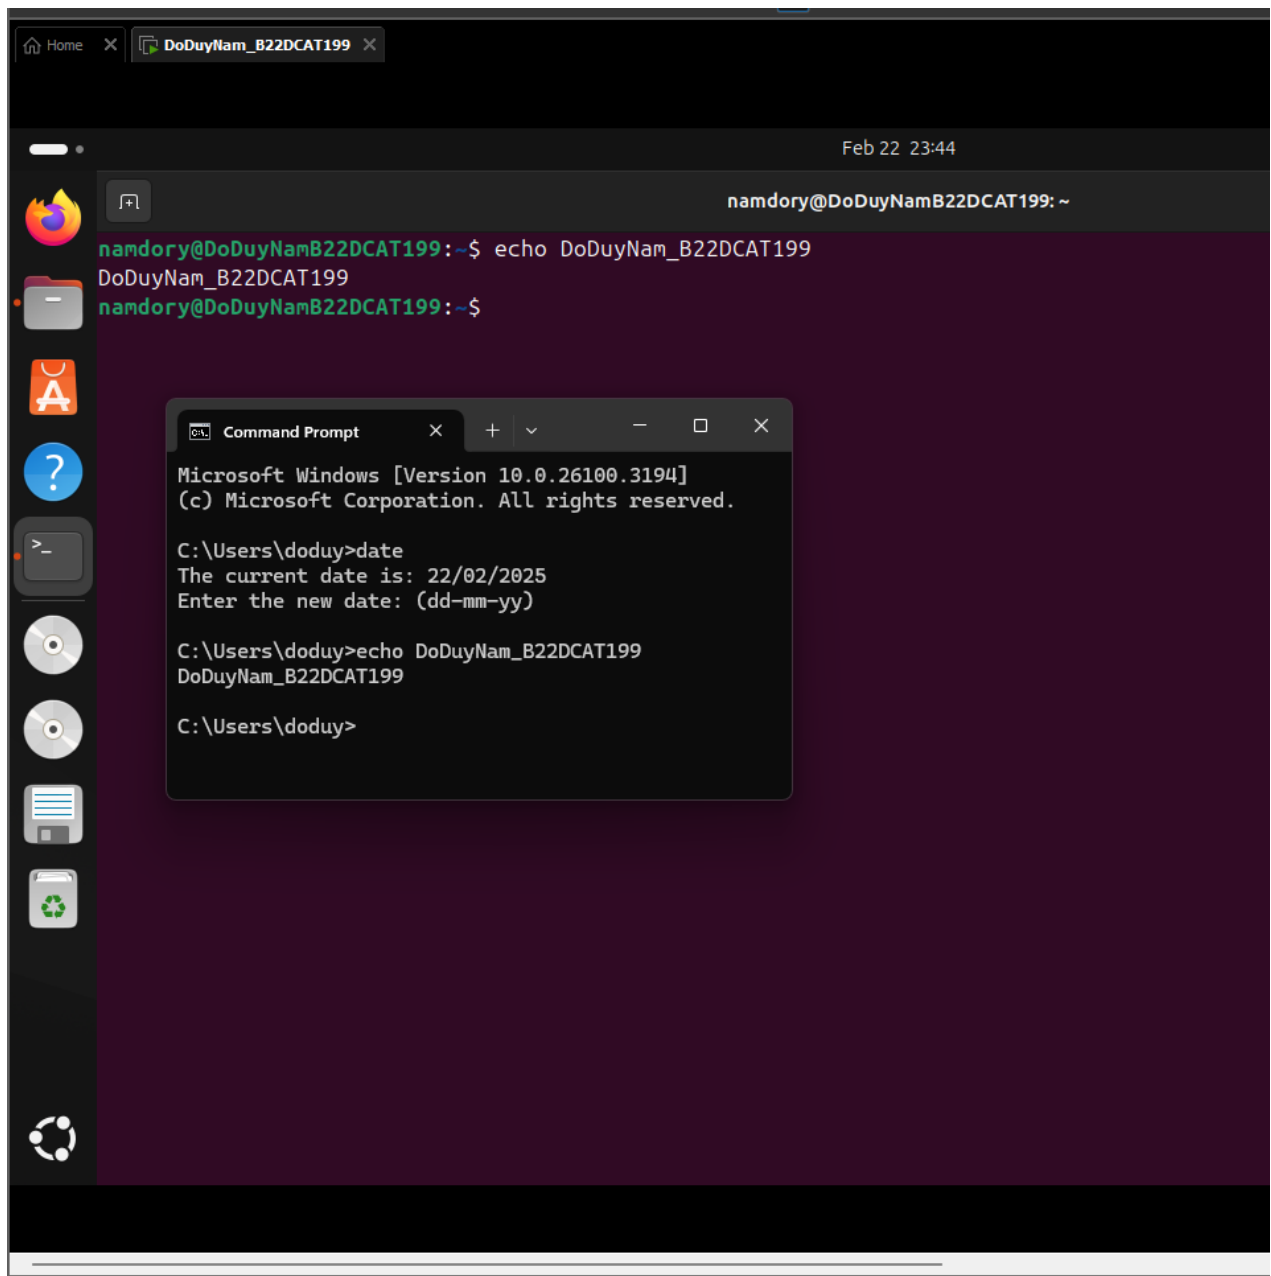 Home
DoDuyNam_B22DCAT199
Feb 22 23:44
namdory@DoDuyNamB22DCAT199: ~
namdory@DoDuyNamB22DCAT199:~$ echo DoDuyNam_B22DCAT199
DoDuyNam_B22DCAT199
namdory@DoDuyNamB22DCAT199:~$
Command Prompt
Microsoft Windows [Version 10.0.26100.3194]
(c) Microsoft Corporation. All rights reserved.
C:\Users\doduy>date
The current date is: 22/02/2025
Enter the new date: (dd-mm-yy)
C:\Users\doduy>echo DoDuyNam_B22DCAT199
DoDuyNam_B22DCAT199
C:\Users\doduy>